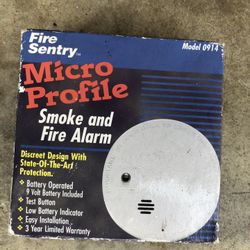 Fire
Sentry™
Model 0914
Micro
Profile
Smoke and
Fire Alarm
Discreet Design With
State-Of-The-Art
Protection.
• Battery Operated
9 Volt Battery Included
• Test Button
• Low Battery Indicator
• Easy Installation
• 3 Year Limited Warranty